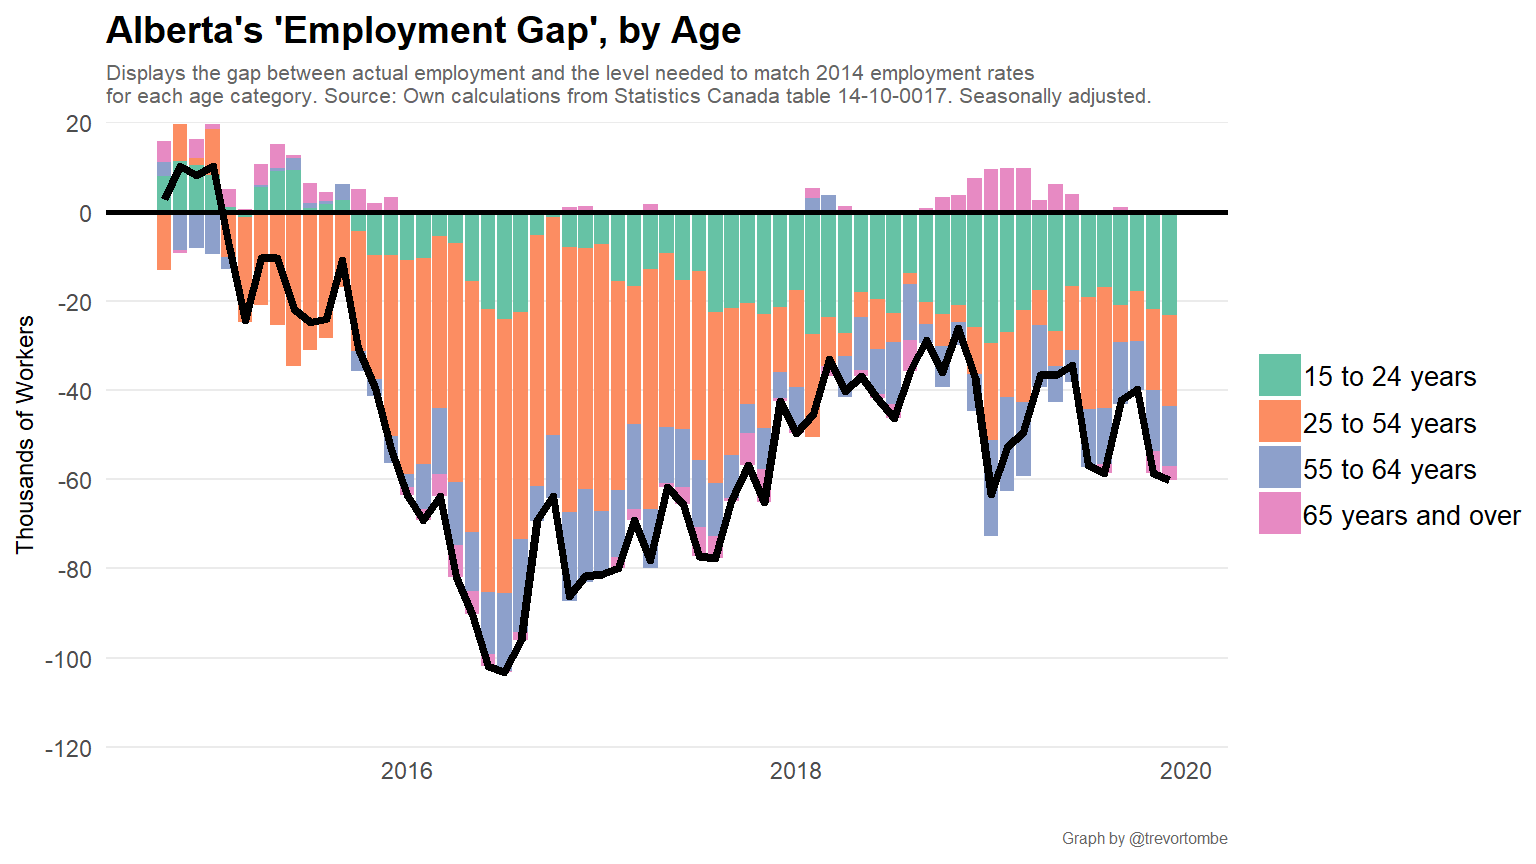 Alberta's 'Employment Gap', by Age
Displays the gap between actual employment and the level needed to match 2014 employment rates
for each age category. Source: Own calculations from Statistics Canada table 14-10-0017. Seasonally adjusted.
Thousands of Workers
20
0
-20
-40
-60
-80
-100
-120
2016
2018
2020
15 to 24 years
25 to 54 years
55 to 64 years
65 years and over
Graph by @trevortombe